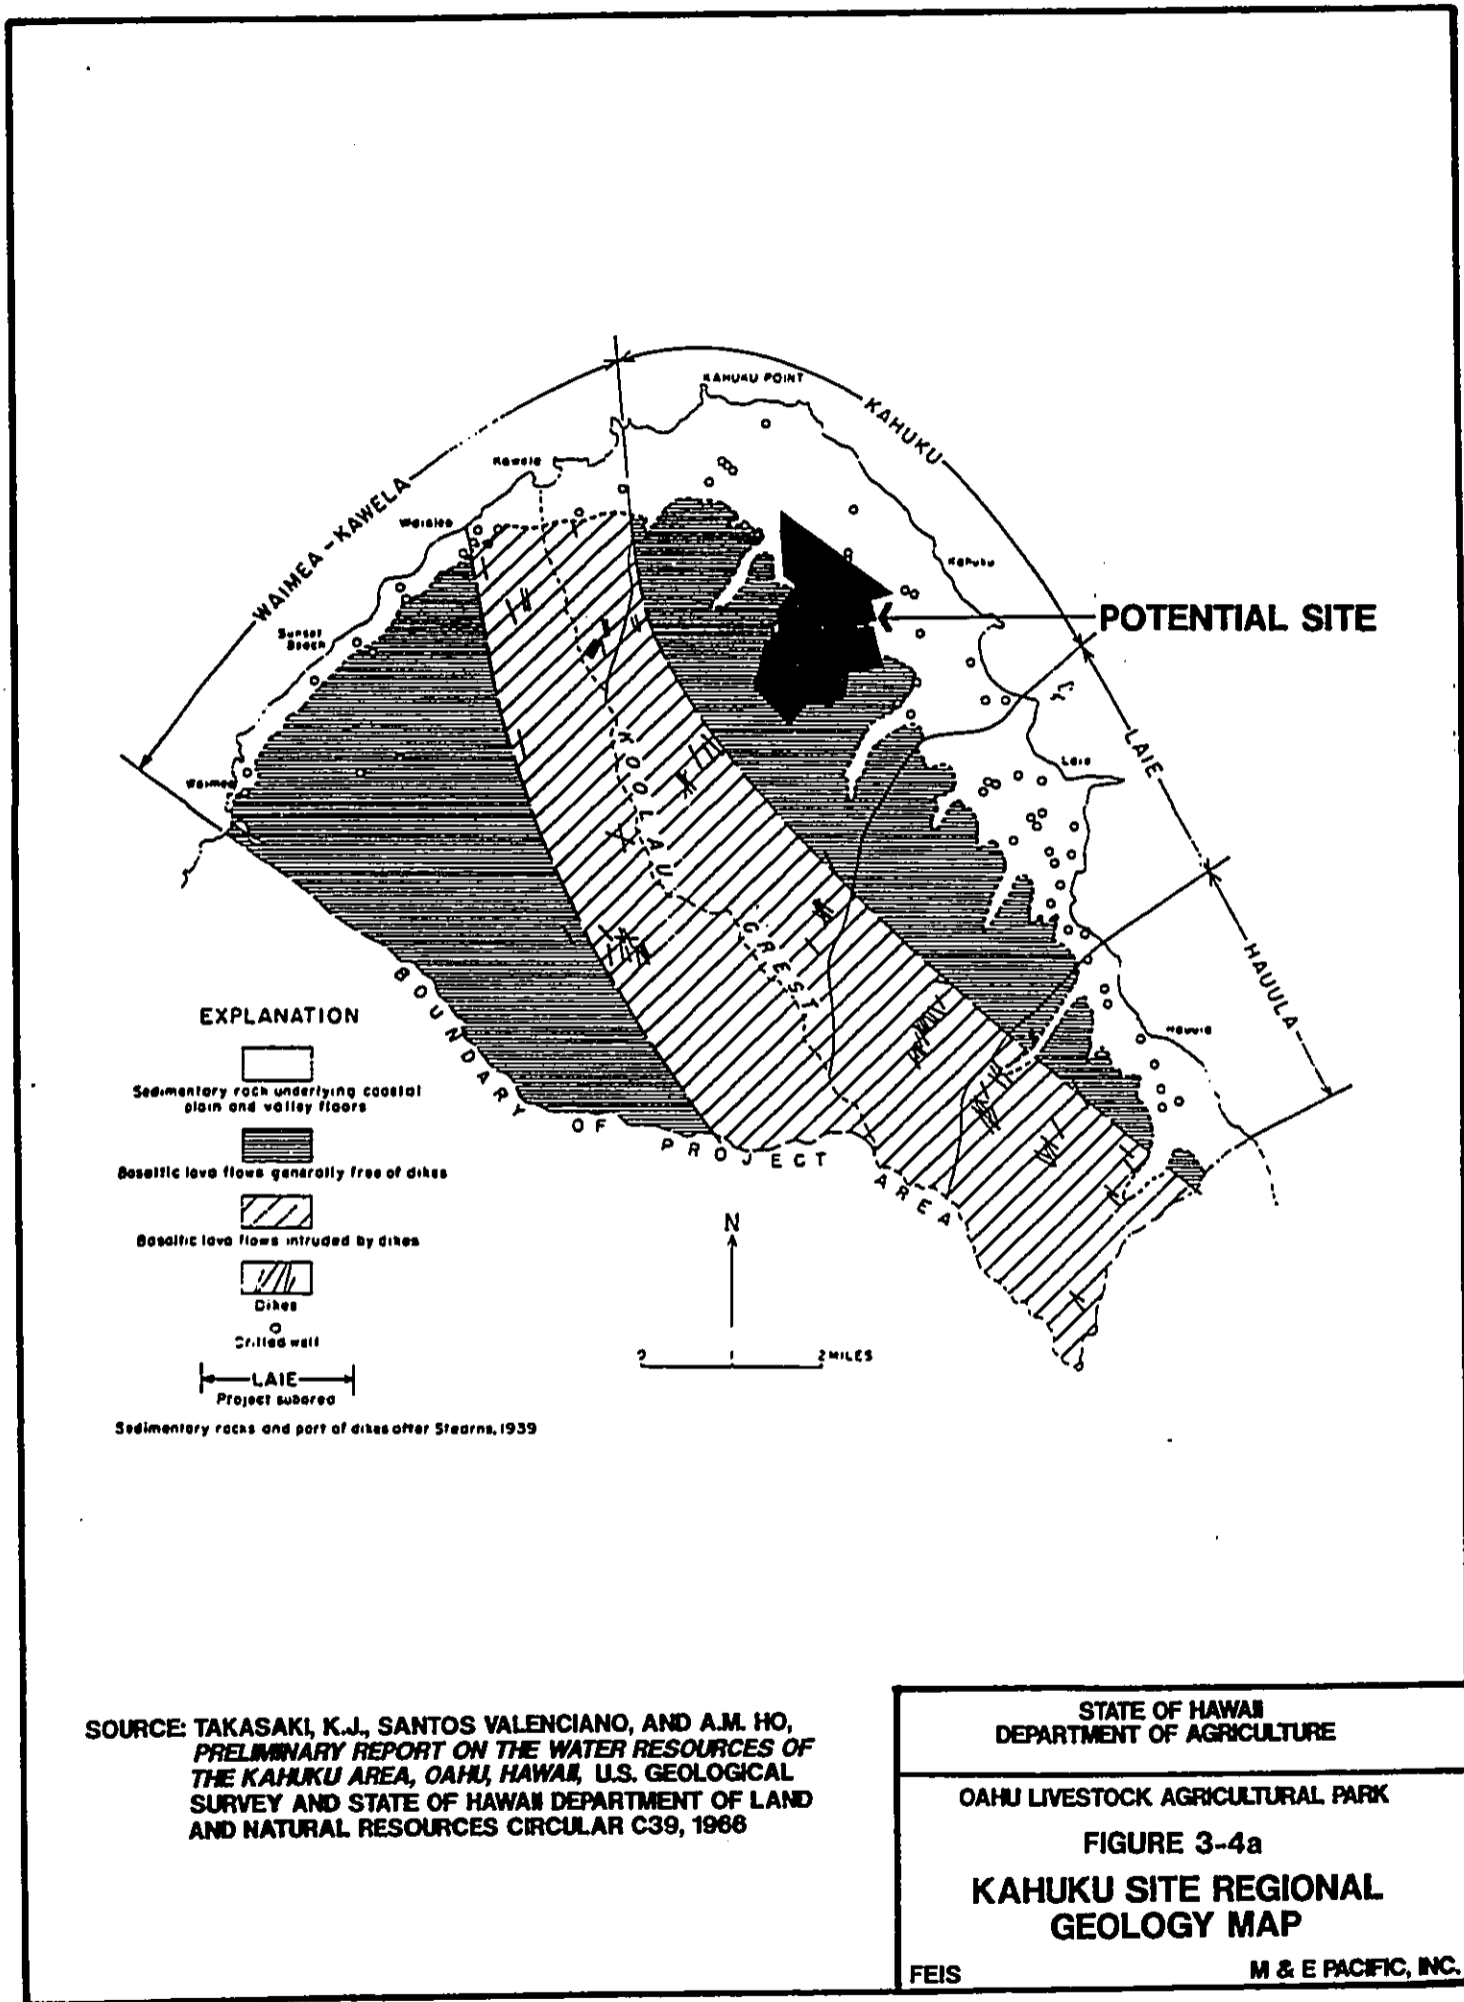 KAHUKU POINT
KAHUKU
WAIMEA - KAWELA
Kawela
Waialee
Kahuku
POTENTIAL SITE
Sunset
Beach
LAIE
Laie
Waimea
KOOLAU CREST
HAUULA
Hauula
BOUNDARY OF PROJECT AREA
EXPLANATION
Sedimentary rock underlying coastal
plain and valley floors
Basaltic lava flows generally free of dikes
Basaltic lava flows intruded by dikes
Dikes
Drilled well
LAIE
Project subarea
Sedimentary rocks and part of dikes after Stearns, 1939
N
0 1 2 MILES
SOURCE: TAKASAKI, K.J., SANTOS VALENCIANO, AND A.M. HO,
PRELIMINARY REPORT ON THE WATER RESOURCES OF
THE KAHUKU AREA, OAHU, HAWAII, U.S. GEOLOGICAL
SURVEY AND STATE OF HAWAII DEPARTMENT OF LAND
AND NATURAL RESOURCES CIRCULAR C39, 1966
STATE OF HAWAII
DEPARTMENT OF AGRICULTURE
OAHU LIVESTOCK AGRICULTURAL PARK
FIGURE 3-4a
KAHUKU SITE REGIONAL
GEOLOGY MAP
FEIS
M & E PACIFIC, INC.